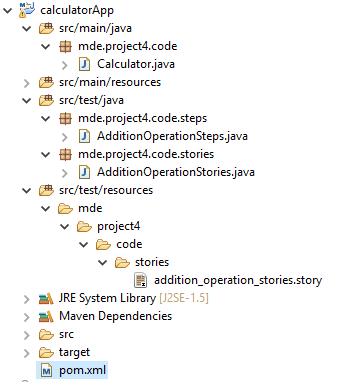 calculatorApp
src/main/java
mde.project4.code
Calculator.java
src/main/resources
src/test/java
mde.project4.code.steps
AdditionOperationSteps.java
mde.project4.code.stories
AdditionOperationStories.java
src/test/resources
mde
project4
code
stories
addition_operation_stories.story
JRE System Library [J2SE-1.5]
Maven Dependencies
src
target
pom.xml